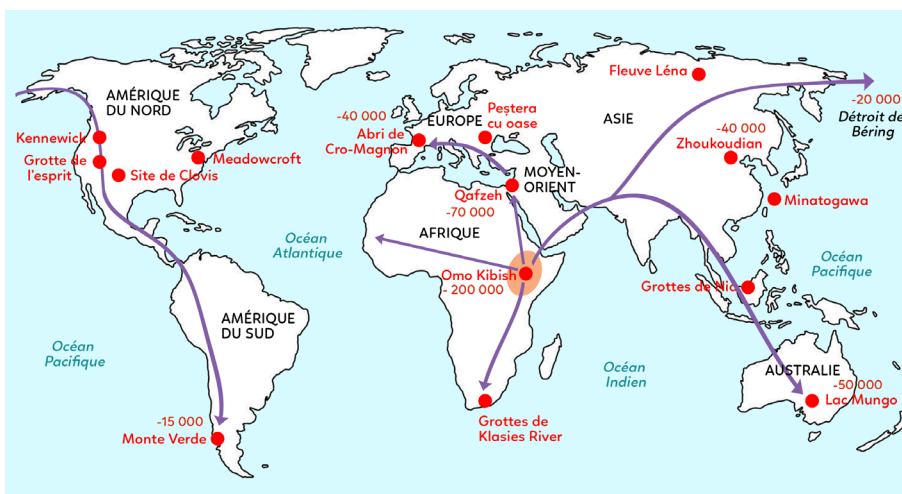 AMÉRIQUE
DU NORD
Kennewick
Grotte de
l'esprit
Site de Clovis
Meadowcroft
Océan
Atlantique
Océan
Pacifique
AMÉRIQUE
DU SUD
-15 000
Monte Verde
-40 000
EUROPE
Abri de
Cro-Magnon
Peștera
cu oase
MOYEN-
ORIENT
Qafzeh
-70 000
AFRIQUE
Omo Kibish
- 200 000
Grottes de
Klasies River
Fleuve Léna
ASIE
-20 000
Détroit de
Béring
-40 000
Zhoukoudian
Minatogawa
Océan
Pacifique
Grottes de Nia
Océan
Indien
AUSTRALIE
-50 000
Lac Mungo